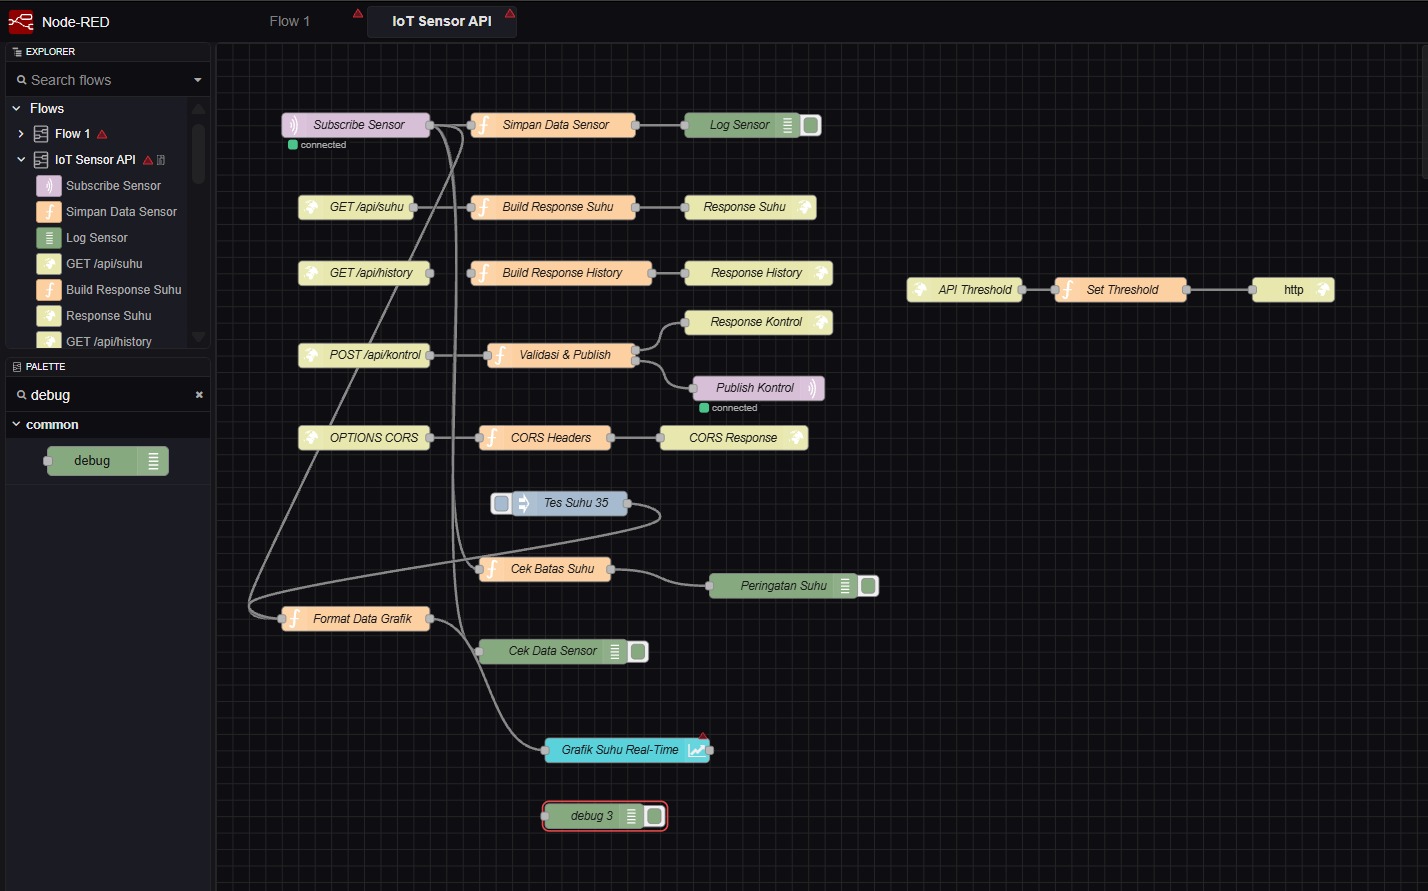 Node-RED
Flow 1
IoT Sensor API
EXPLORER
Search flows
Flows
Flow 1
IoT Sensor API
Subscribe Sensor
Simpan Data Sensor
Log Sensor
GET /api/suhu
Build Response Suhu
Response Suhu
GET /api/history
PALETTE
debug
common
debug
Subscribe Sensor
Simpan Data Sensor
Log Sensor
connected
GET /api/suhu
Build Response Suhu
Response Suhu
GET /api/history
Build Response History
Response History
API Threshold
Set Threshold
http
Response Kontrol
POST /api/kontrol
Validasi & Publish
Publish Kontrol
connected
OPTIONS CORS
CORS Headers
CORS Response
Tes Suhu 35
Cek Batas Suhu
Peringatan Suhu
Format Data Grafik
Cek Data Sensor
Grafik Suhu Real-Time
debug 3